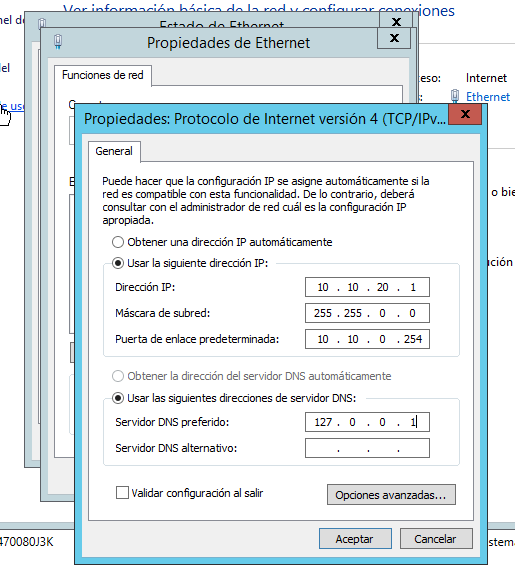 Ver información básica de la red y configurar conexiones
Estado de Ethernet
x
Propiedades de Ethernet
x
Funciones de red
eso:
Internet
Ethernet
Propiedades: Protocolo de Internet versión 4 (TCP/IPv...
x
General
Puede hacer que la configuración IP se asigne automáticamente si la
red es compatible con esta funcionalidad. De lo contrario, deberá
consultar con el administrador de red cuál es la configuración IP
apropiada.
Obtener una dirección IP automáticamente
Usar la siguiente dirección IP:
Dirección IP: 10 . 10 . 20 . 1
Máscara de subred: 255 . 255 . 0 . 0
Puerta de enlace predeterminada: 10 . 10 . 0 . 254
Obtener la dirección del servidor DNS automáticamente
Usar las siguientes direcciones de servidor DNS:
Servidor DNS preferido: 127 . 0 . 0 . 1
Servidor DNS alternativo: . . .
Validar configuración al salir
Opciones avanzadas...
Aceptar
Cancelar
470080J3K